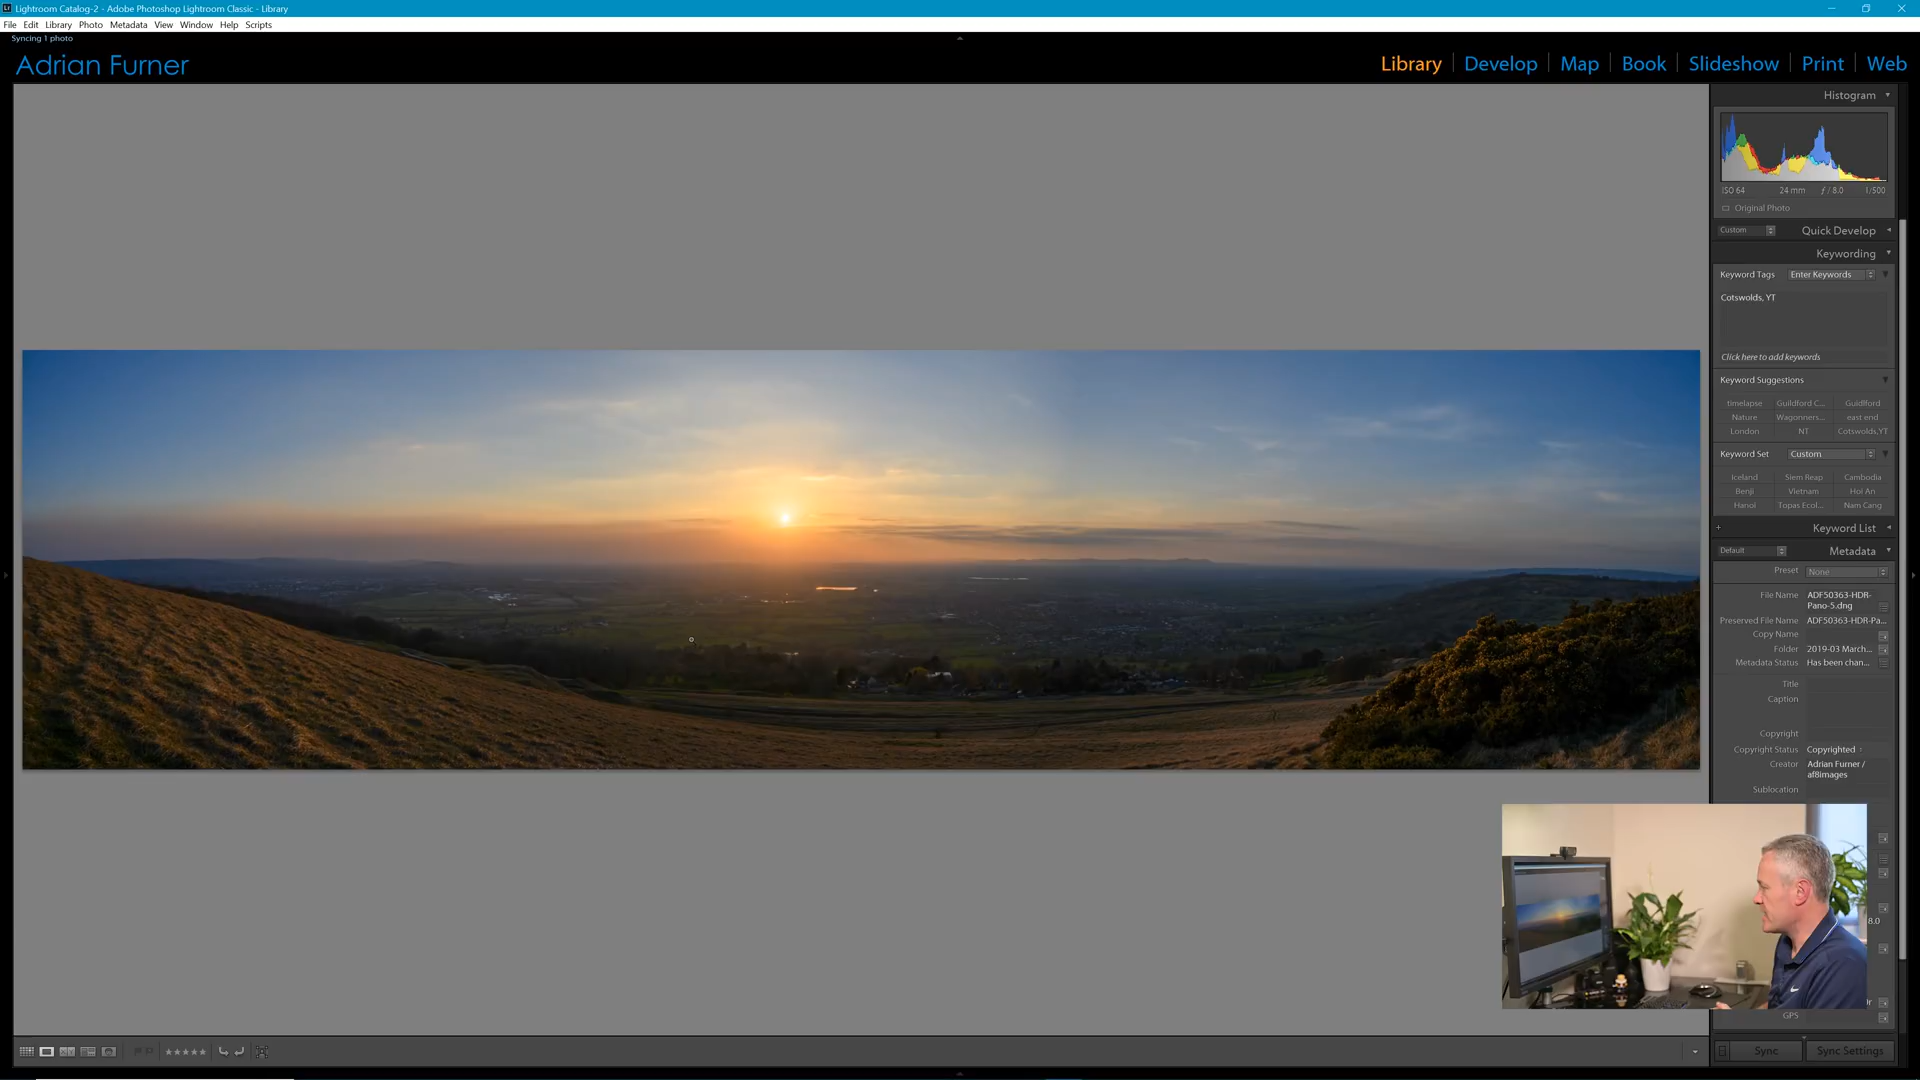 Lightroom Catalog-2 - Adobe Photoshop Lightroom Classic - Library
File Edit Library Photo Metadata View Window Help Scripts
Syncing 1 photo
Adrian Furner
Library Develop Map Book Slideshow Print Web
Histogram
ISO 64 24 mm f / 8.0 1/500
Original Photo
Custom Quick Develop
Keywording
Keyword Tags Enter Keywords
Cotswolds, YT
Click here to add keywords
Keyword Suggestions
timelapse Guildford C... Guidlford
Nature Wagonners... east end
London NT Cotswolds,YT
Keyword Set Custom
Iceland Siem Reap Cambodia
Benji Vietnam Hoi An
Hanoi Topas Ecol... Nam Cang
+ Keyword List
Default Metadata
Preset None
File Name ADF50363-HDR-
Pano-5.dng
Preserved File Name ADF50363-HDR-Pa...
Copy Name
Folder 2019-03 March...
Metadata Status Has been chan...
Title
Caption
Copyright
Copyright Status Copyrighted
Creator Adrian Furner /
af8images
Sublocation
8.0
GPS
Sync Sync Settings